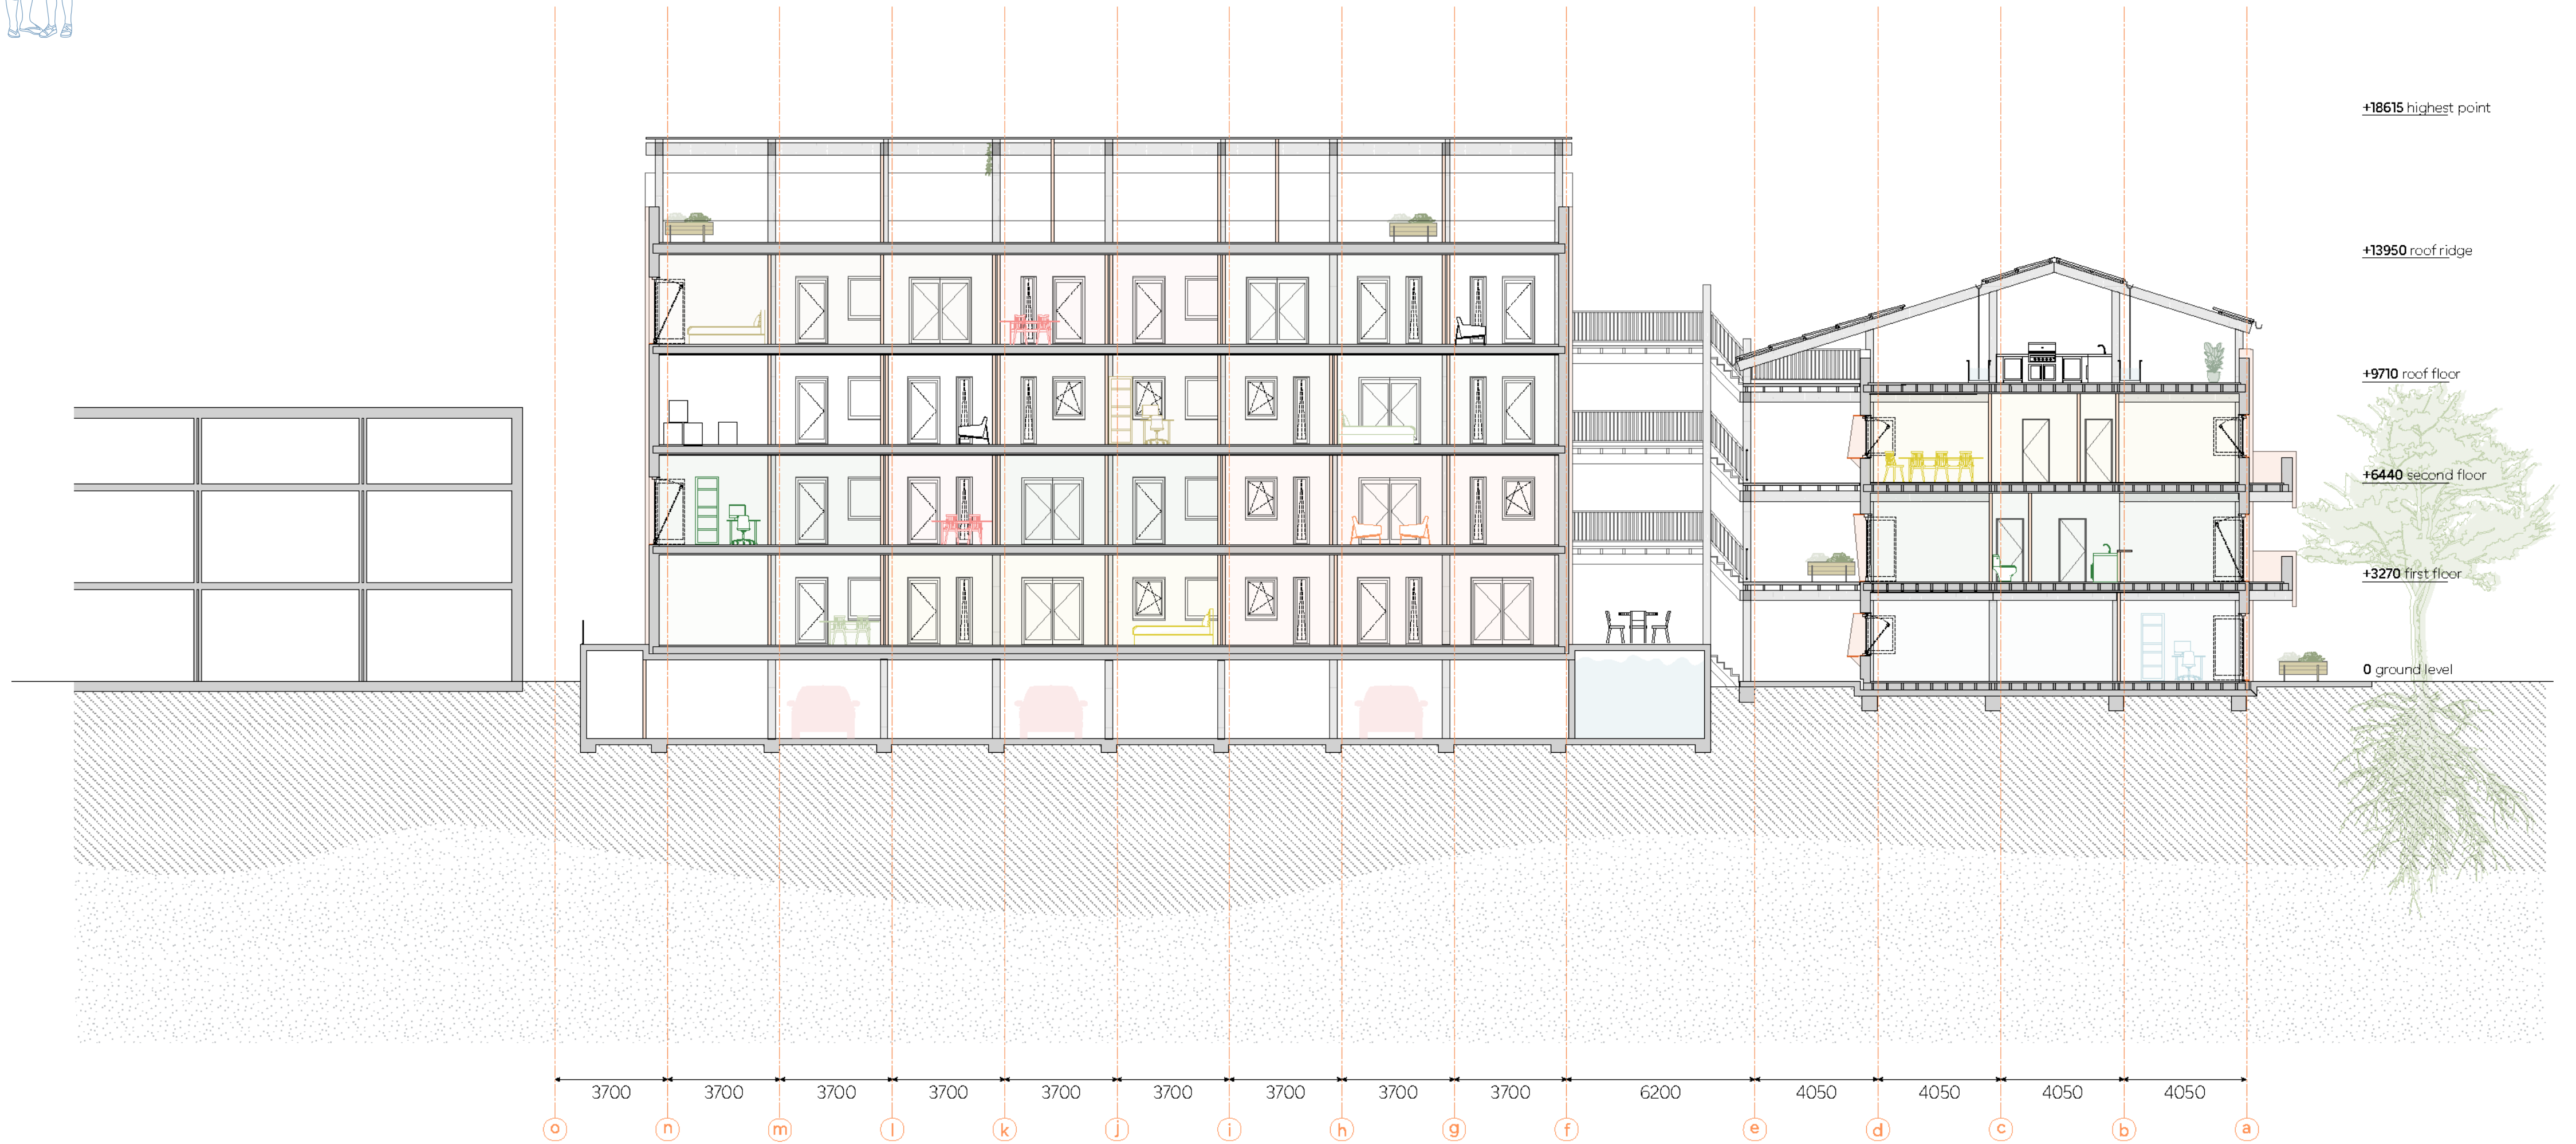 +18615 highest point
+13950 roof ridge
+9710 roof floor
+6440 second floor
+3270 first floor
0 ground level
3700 3700 3700 3700 3700 3700 3700 3700 3700 6200 4050 4050 4050 4050
o n m l k j i h g f e d c b a